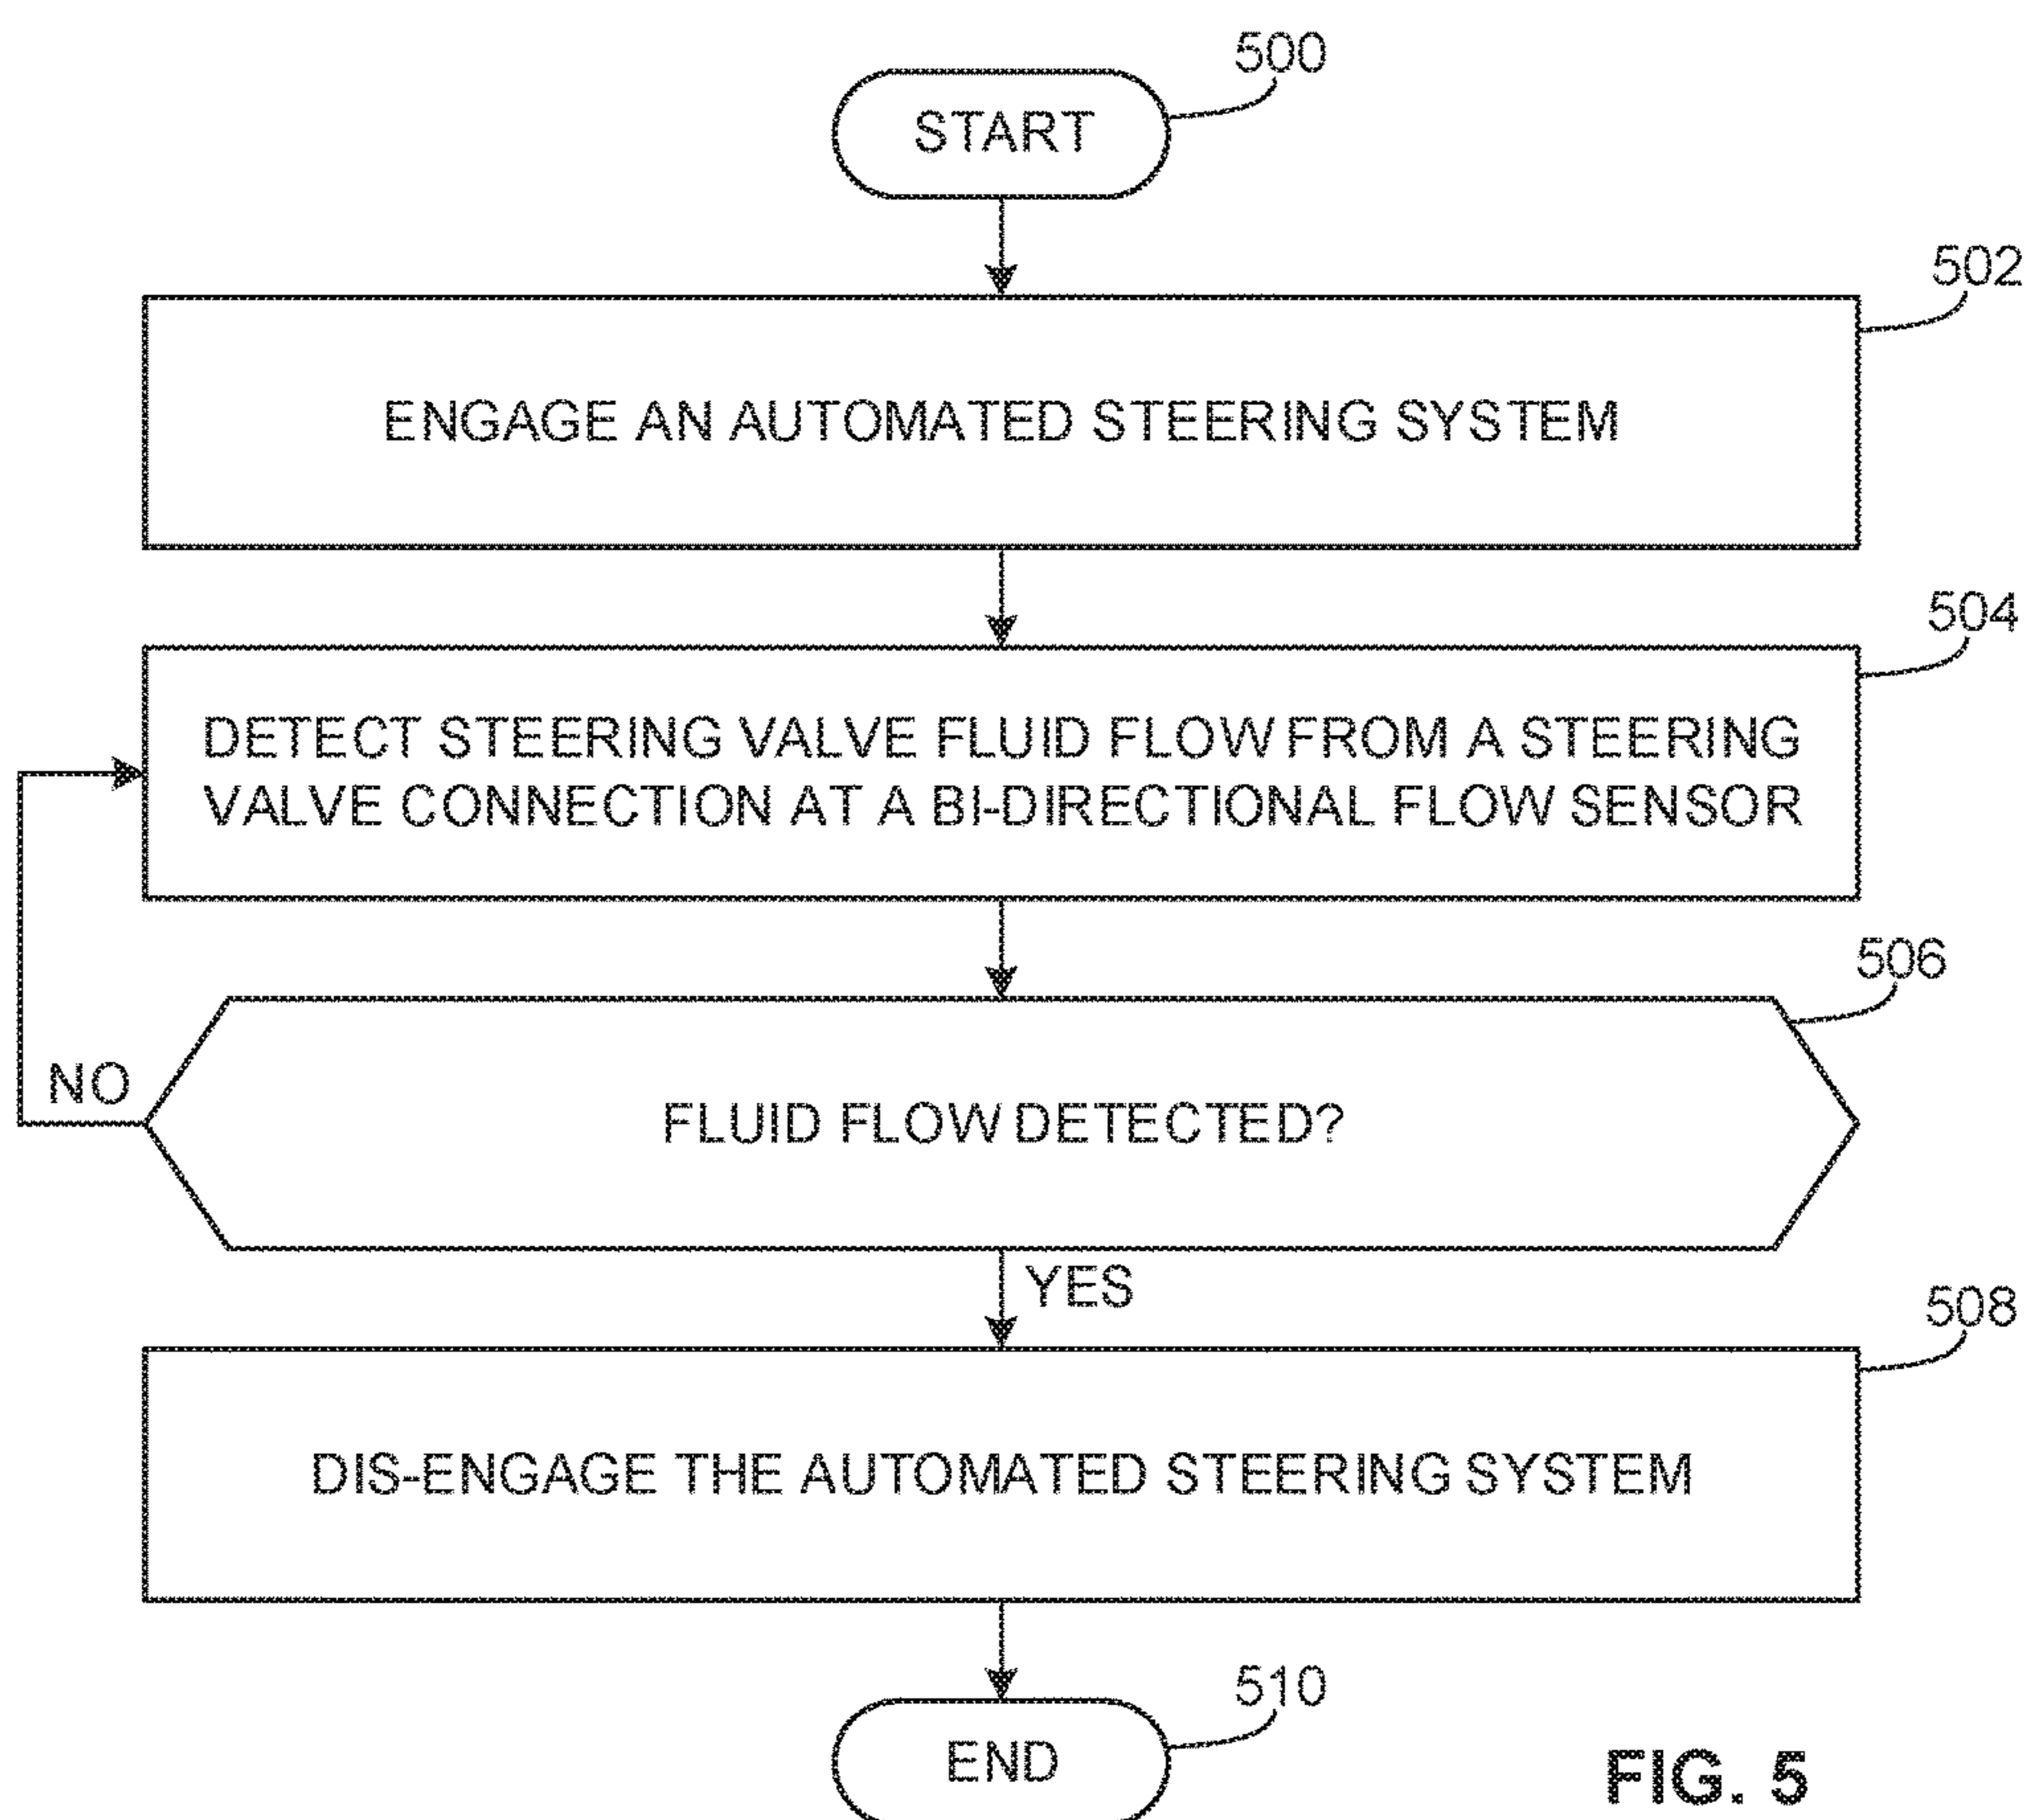 500
START
502
ENGAGE AN AUTOMATED STEERING SYSTEM
504
DETECT STEERING VALVE FLUID FLOW FROM A STEERING
VALVE CONNECTION AT A BI-DIRECTIONAL FLOW SENSOR
506
NO
FLUID FLOW DETECTED?
YES
508
DIS-ENGAGE THE AUTOMATED STEERING SYSTEM
510
END
FIG. 5